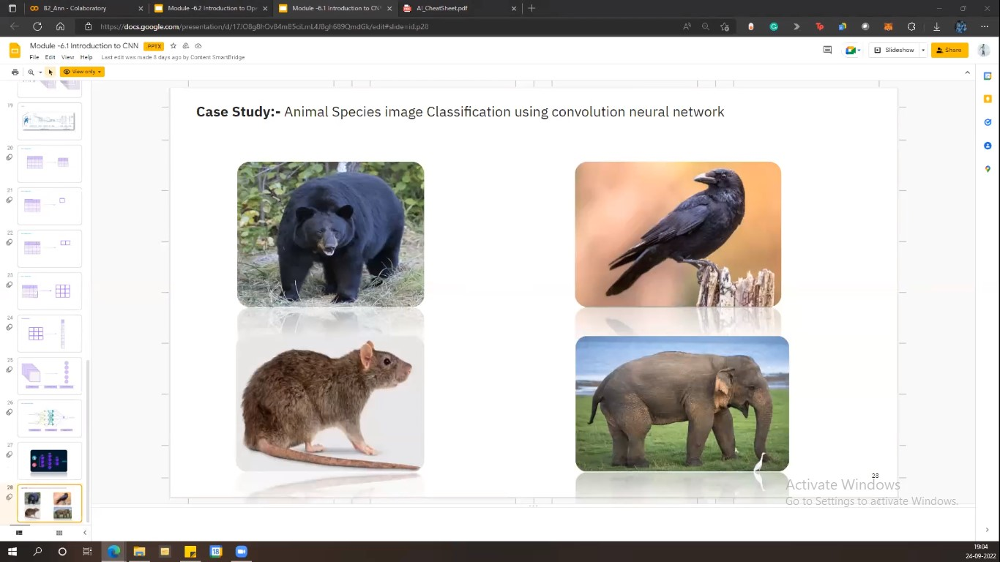 B2_Ann - Colaboratory
Module -6.2 Introduction to Op
Module -6.1 Introduction to CN
AI_CheatSheet.pdf
https://docs.google.com/presentation/d/17JO8g8hOv84mB5ciLmL4J8gh689QmdGk/edit#slide=id.p28
Module -6.1 Introduction to CNN
.PPTX
File Edit View Help Last edit was made 8 days ago by Content SmartBridge
Slideshow
Share
View only
Case Study:- Animal Species image Classification using convolution neural network
19
20
21
22
23
24
25
26
27
28
28
Activate Windows
Go to Settings to activate Windows.
18
19:04
24-09-2022